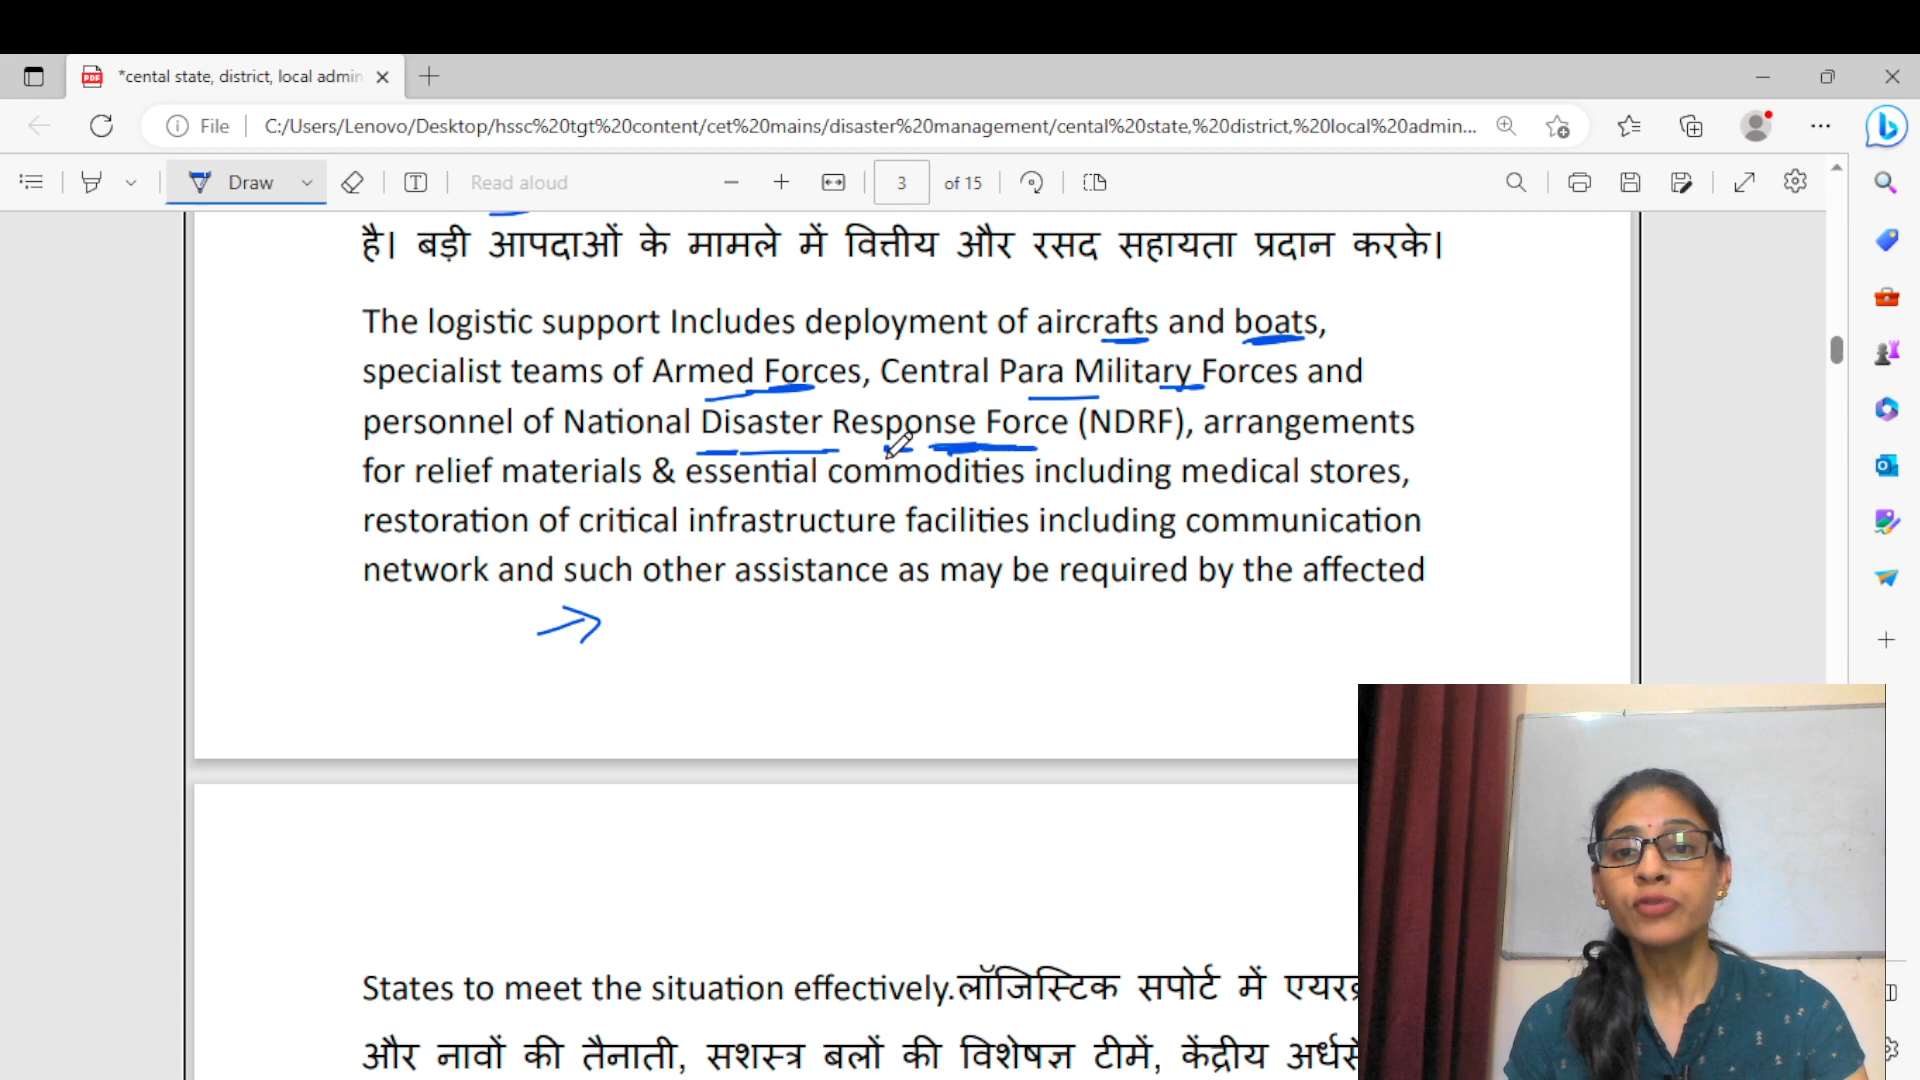 *cental state, district, local admin
File
C:/Users/Lenovo/Desktop/hssc%20tgt%20content/cet%20mains/disaster%20management/cental%20state,%20district,%20local%20admin...
Draw
Read aloud
3 of 15
है। बड़ी आपदाओं के मामले में वित्तीय और रसद सहायता प्रदान करके।
The logistic support Includes deployment of aircrafts and boats,
specialist teams of Armed Forces, Central Para Military Forces and
personnel of National Disaster Response Force (NDRF), arrangements
for relief materials & essential commodities including medical stores,
restoration of critical infrastructure facilities including communication
network and such other assistance as may be required by the affected
States to meet the situation effectively.लॉजिस्टिक सपोर्ट में
और नावों की तैनाती, सशस्त्र बलों की विशेषज्ञ टीमें, केंद्रीय